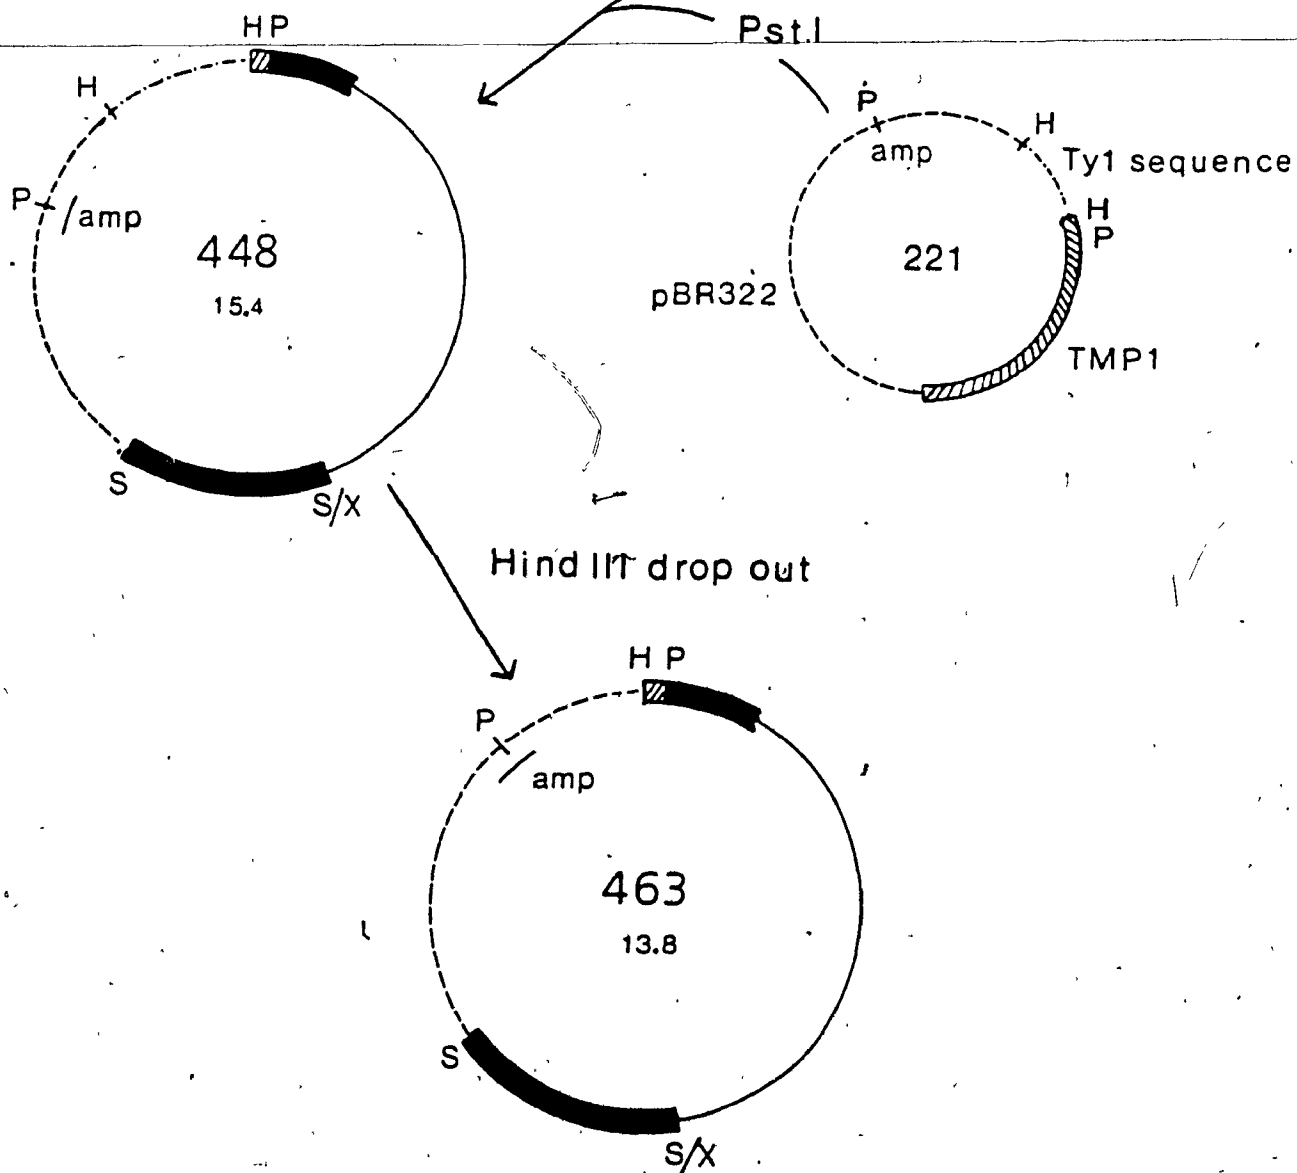 Pst I
H P
H
P
amp
448
15.4
S
S/X
P
amp
H
Ty1 sequence
H
P
221
pBR322
TMP1
Hind III drop out
H P
P
amp
463
13.8
S
S/X